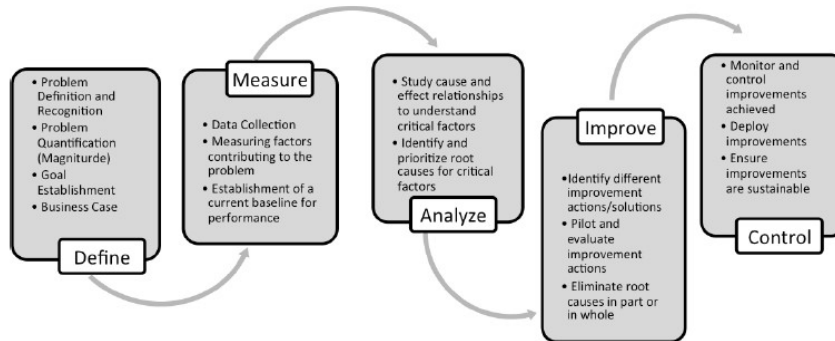 • Problem
Definition and
Recognition
• Problem
Quantification
(Magniturde)
• Goal
Establishment
• Business Case
Define
Measure
• Data Collection
• Measuring factors
contributing to the
problem
• Establishment of a
current baseline for
performance
• Study cause and
effect relationships
to understand
critical factors
• Identify and
prioritize root
causes for critical
factors
Analyze
Improve
•Identify different
improvement
actions/solutions
• Pilot and
evaluate
improvement
actions
• Eliminate root
causes in part or
in whole
• Monitor and
control
improvements
achieved
• Deploy
improvements
• Ensure
improvements
are sustainable
Control